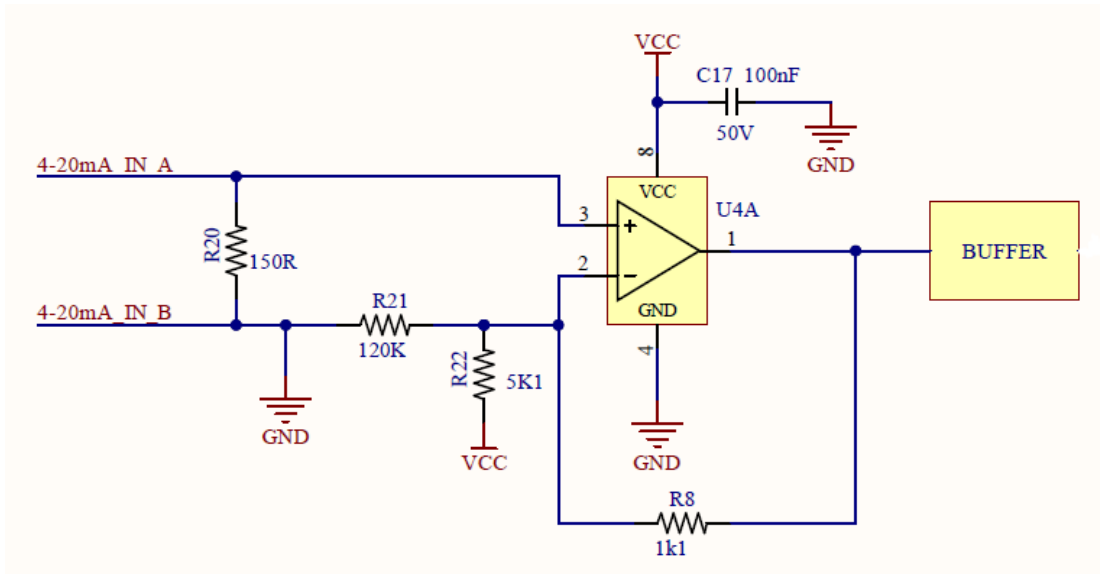 VCC
C17 100nF
50V
GND
8
4-20mA_IN_A
VCC
U4A
3
+
1
R20
150R
BUFFER
2
−
GND
4-20mA_IN_B
R21
120K
4
R22
5K1
GND
VCC
GND
R8
1k1